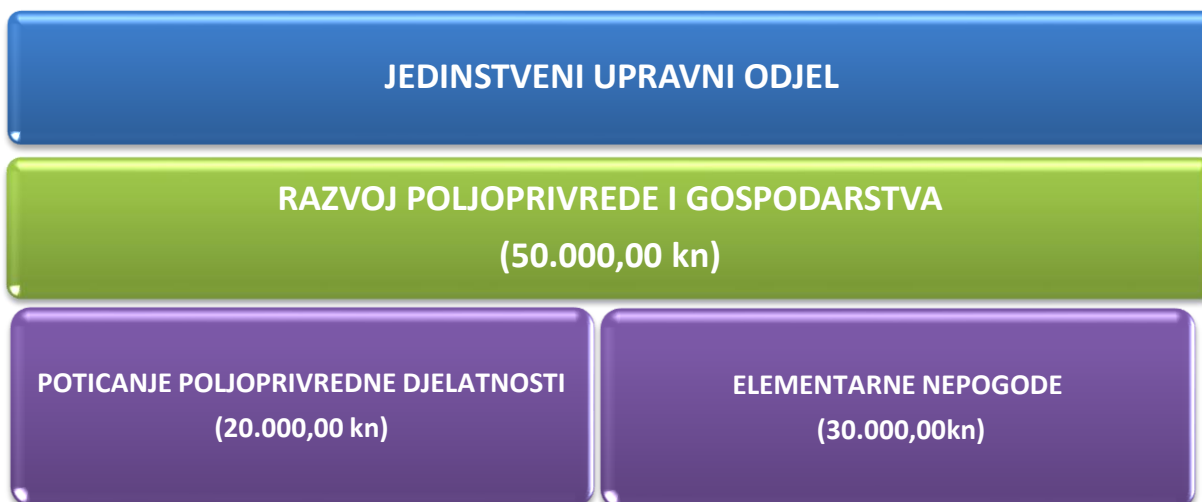 JEDINSTVENI UPRAVNI ODJEL
RAZVOJ POLJOPRIVREDE I GOSPODARSTVA
(50.000,00 kn)
POTICANJE POLJOPRIVREDNE DJELATNOSTI
(20.000,00 kn)
ELEMENTARNE NEPOGODE
(30.000,00kn)